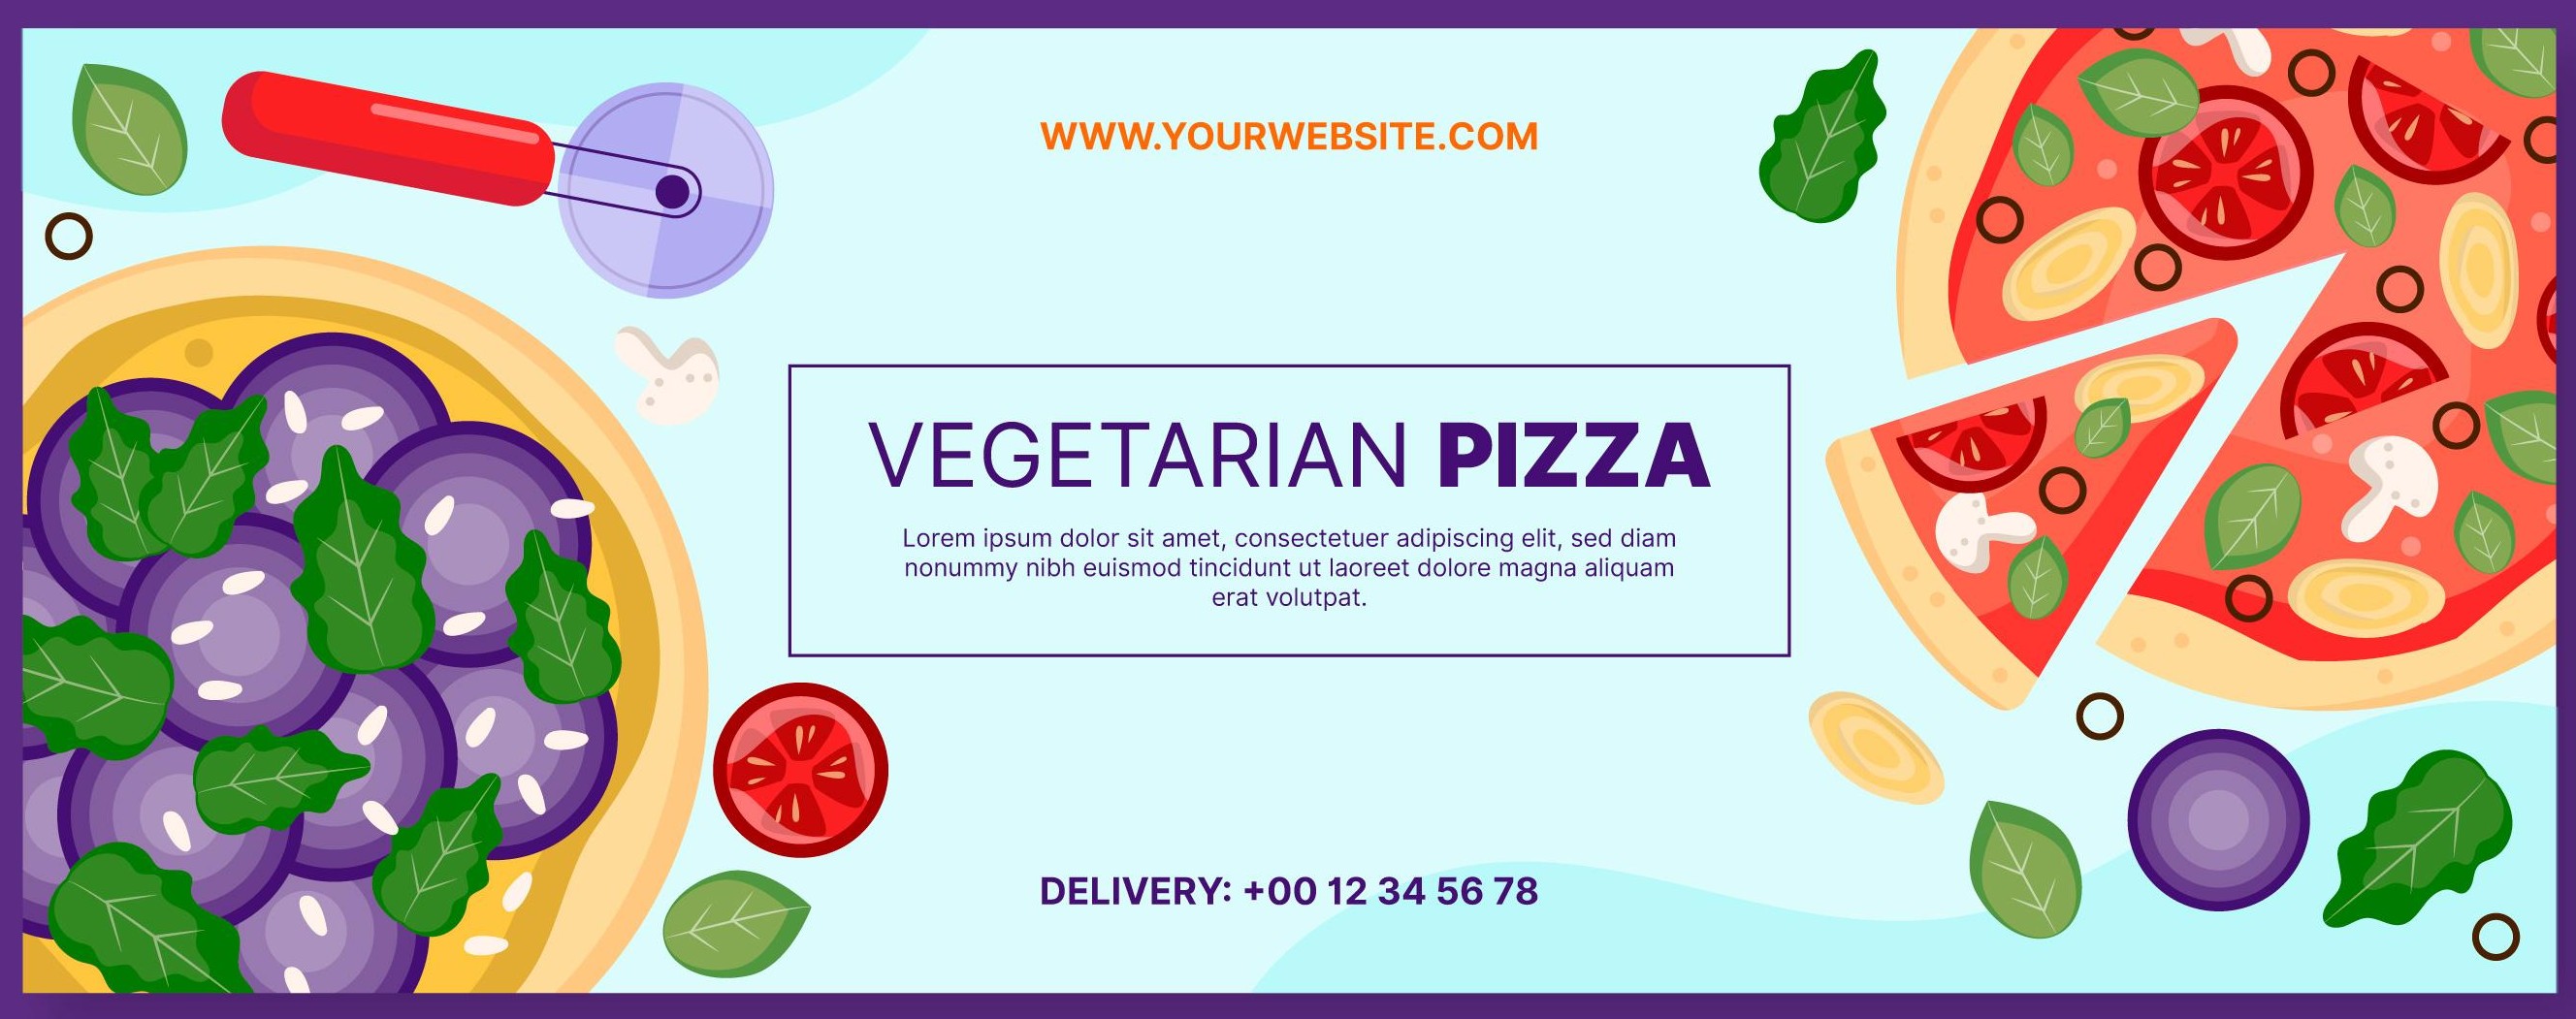 WWW.YOURWEBSITE.COM
VEGETARIAN PIZZA
Lorem ipsum dolor sit amet, consectetuer adipiscing elit, sed diam
nonummy nibh euismod tincidunt ut laoreet dolore magna aliquam
erat volutpat.
DELIVERY: +00 12 34 56 78